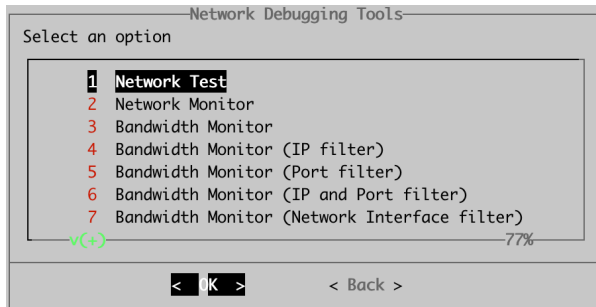 Network Debugging Tools
Select an option
1 Network Test
2 Network Monitor
3 Bandwidth Monitor
4 Bandwidth Monitor (IP filter)
5 Bandwidth Monitor (Port filter)
6 Bandwidth Monitor (IP and Port filter)
7 Bandwidth Monitor (Network Interface filter)
v(+) 77%
< OK > < Back >